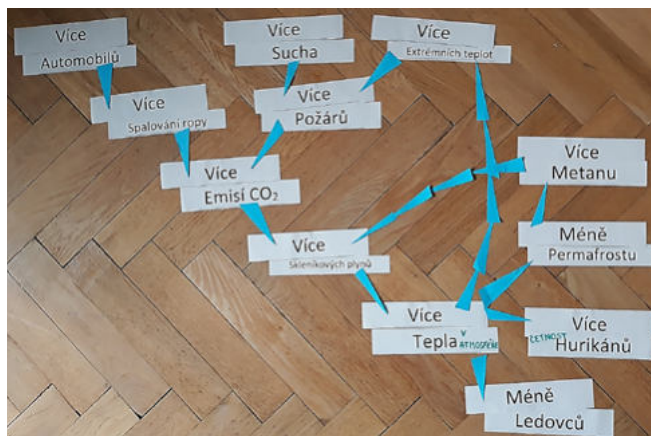 Více
Automobilů
Více
Sucha
Více
Extrémních teplot
Více
Spalování ropy
Více
Požárů
Více
Emisí CO₂
Více
Metanu
Více
Skleníkových plynů
Méně
Permafrostu
Více
Tepla V ATMOSFÉŘE
Více
ČETNOST Hurikánů
Méně
Ledovců